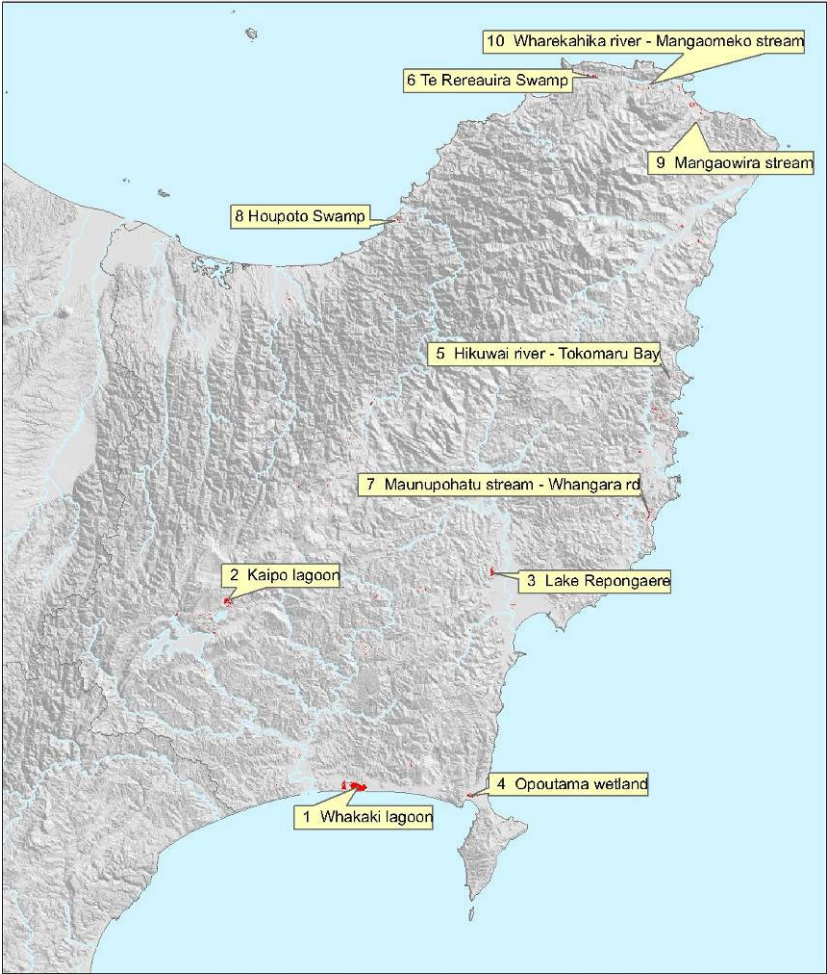 10 Wharekahika river - Mangaomeko stream
6 Te Rereauira Swamp
9 Mangaowira stream
8 Houpoto Swamp
5 Hikuwai river - Tokomaru Bay
7 Maunupohatu stream - Whangara rd
2 Kaipo lagoon
3 Lake Repongaere
4 Opoutama wetland
1 Whakaki lagoon